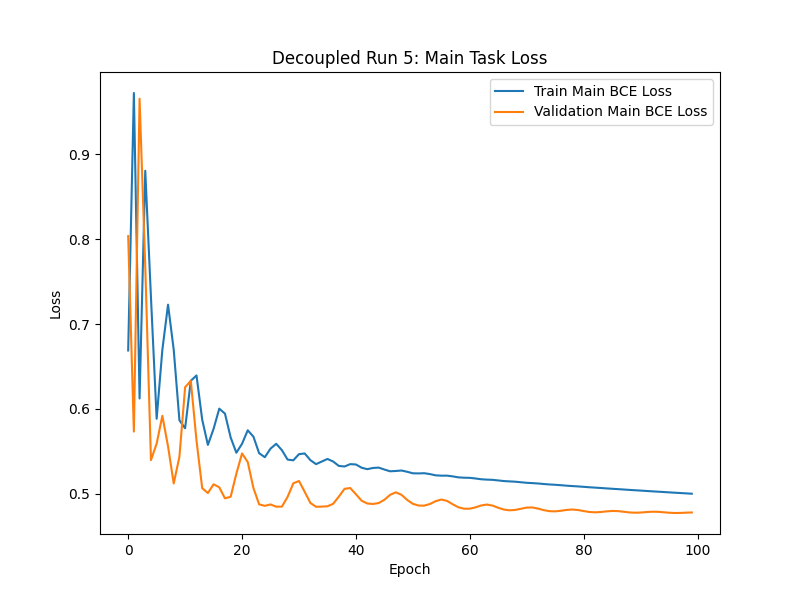 Decoupled Run 5: Main Task Loss
Train Main BCE Loss
Validation Main BCE Loss
0.9
0.8
0.7
0.6
0.5
Loss
0
20
40
60
80
100
Epoch